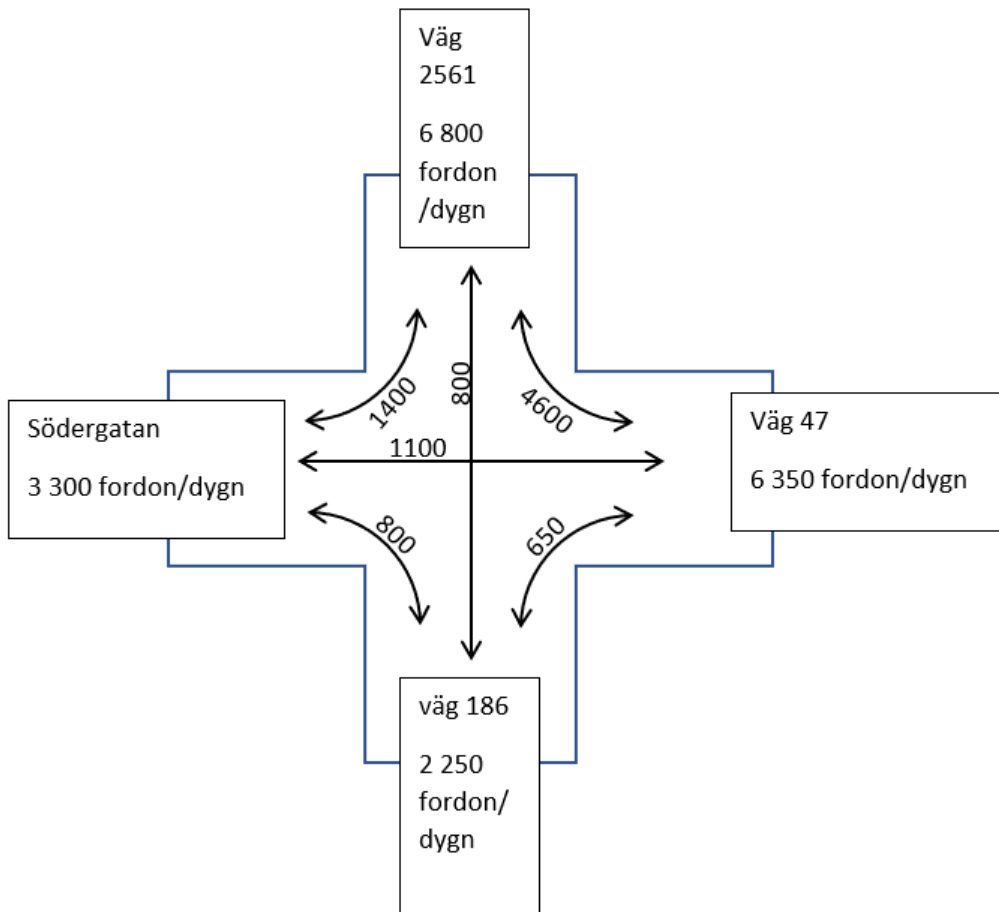 Väg
2561
6 800
fordon
/dygn
1400
800
4600
1100
Södergatan
3 300 fordon/dygn
Väg 47
6 350 fordon/dygn
800
650
väg 186
2 250
fordon/
dygn